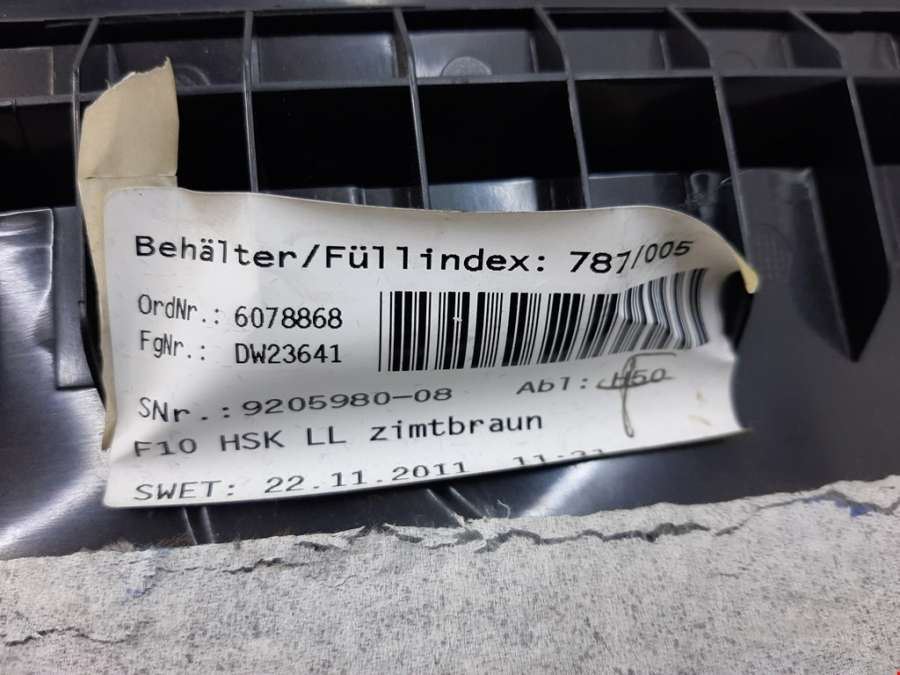 Behälter/Füllindex: 787/005
OrdNr.: 6078868
FgNr.: DW23641
SNr.: 9205980-08 Abl: H50
F10 HSK LL zimtbraun
SWET: 22.11.2011